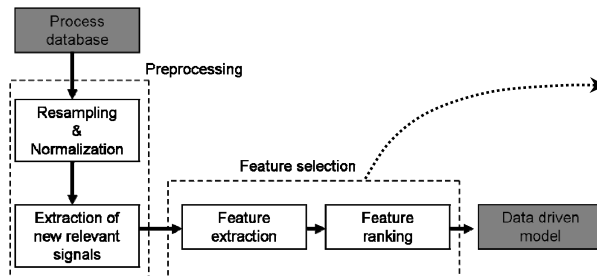 Process
database
Preprocessing
Resampling
&
Normalization
Feature selection
Extraction of
new relevant
signals
Feature
extraction
Feature
ranking
Data driven
model